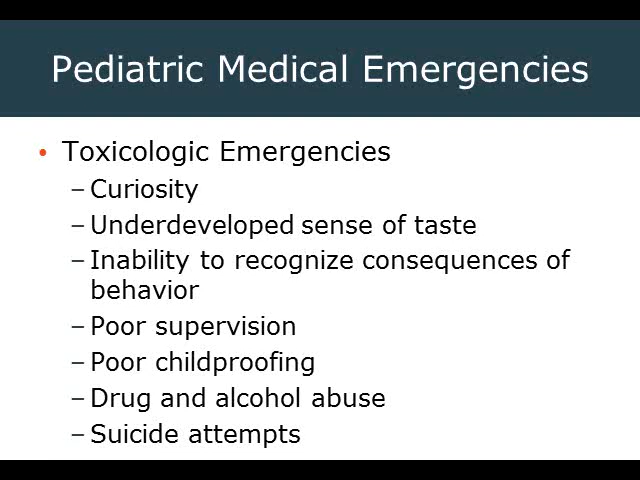 Pediatric Medical Emergencies
• Toxicologic Emergencies
– Curiosity
– Underdeveloped sense of taste
– Inability to recognize consequences of
behavior
– Poor supervision
– Poor childproofing
– Drug and alcohol abuse
– Suicide attempts